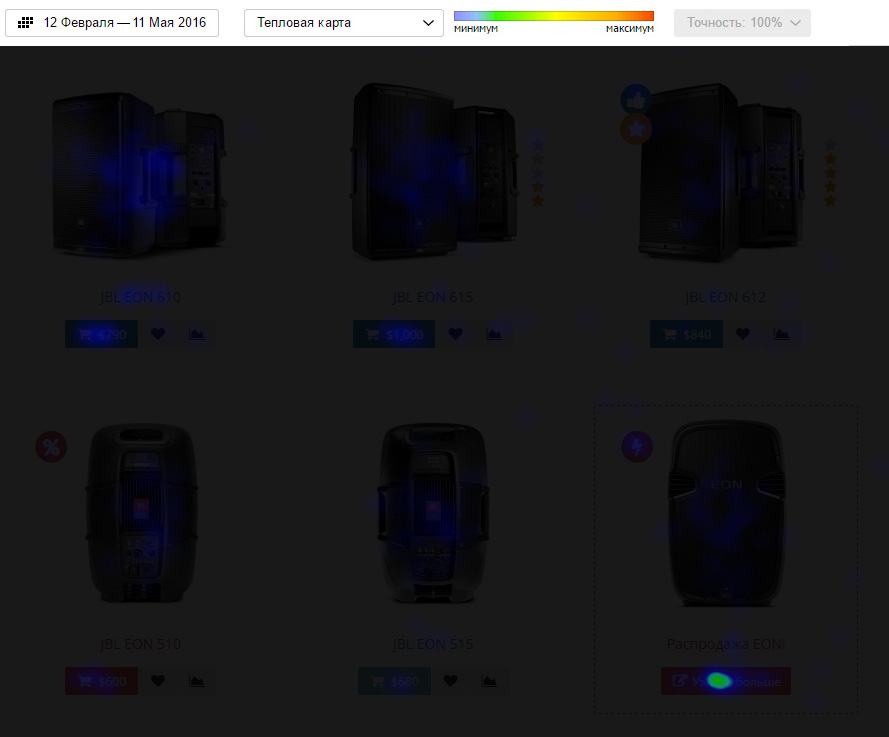 12 Февраля — 11 Мая 2016 Тепловая карта Точность: 100%
минимум максимум
JBL EON 610 JBL EON 615 JBL EON 612
$790 $1,000 $840
%
EON
JBL EON 510 JBL EON 515 Распродажа EON!
$600 $680 больше